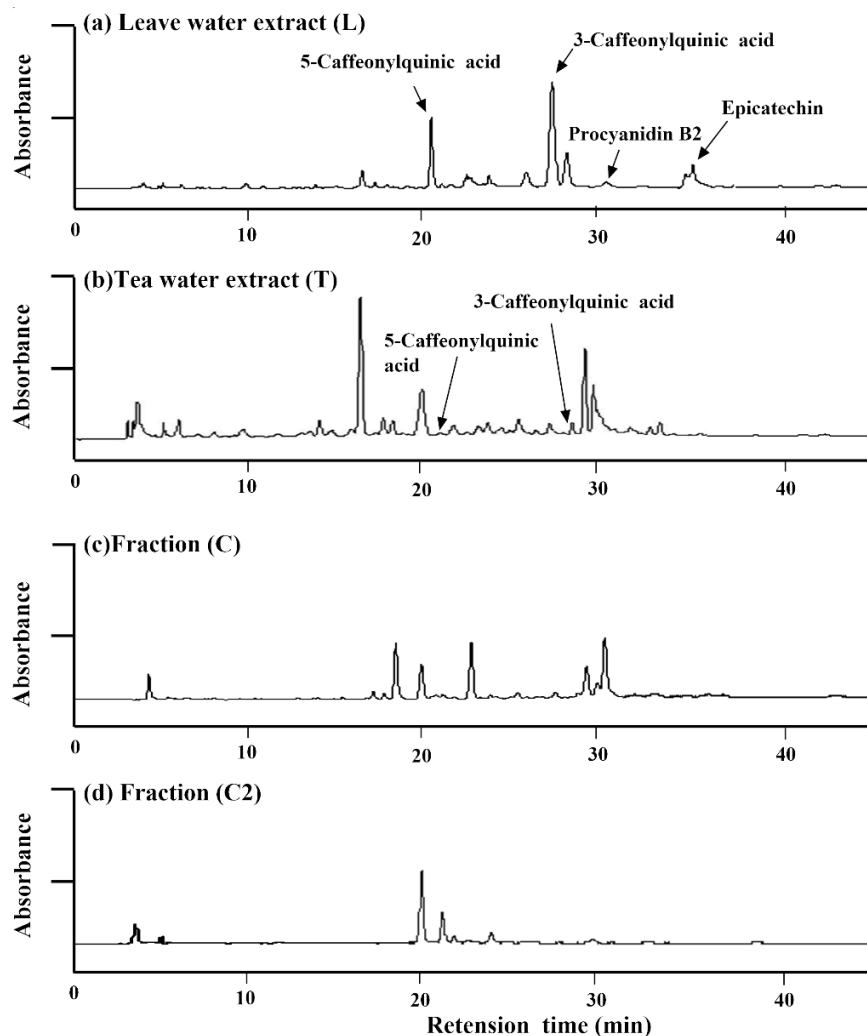 (a) Leave water extract (L)
3-Caffeonylquinic acid
5-Caffeonylquinic acid
Procyanidin B2
Epicatechin
Absorbance
0 10 20 30 40
(b)Tea water extract (T)
3-Caffeonylquinic acid
5-Caffeonylquinic
acid
Absorbance
0 10 20 30 40
(c)Fraction (C)
Absorbance
0 10 20 30 40
(d) Fraction (C2)
Absorbance
0 10 20 30 40
Retension time (min)